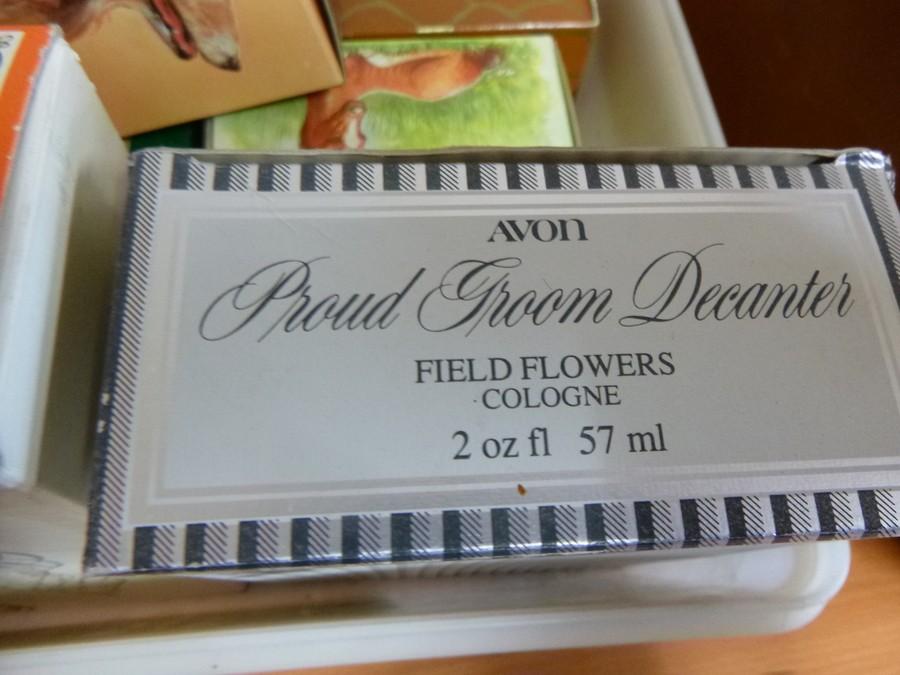 AVON
Proud Groom Decanter
FIELD FLOWERS
COLOGNE
2 oz fl 57 ml